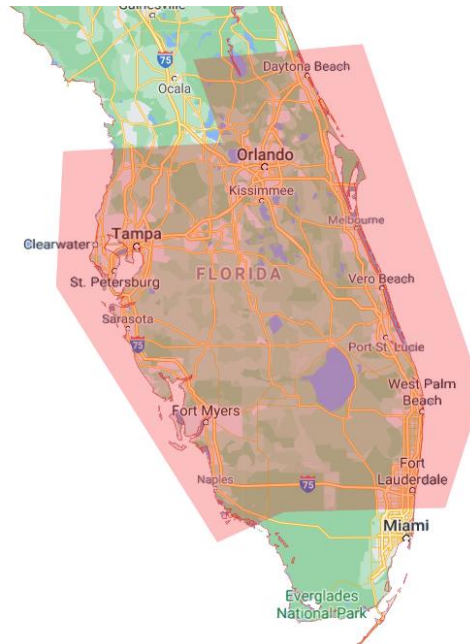 Gainesville
75
Daytona Beach
Ocala
Orlando
Kissimmee
Melbourne
Clearwater
Tampa
St. Petersburg
FLORIDA
Vero Beach
Sarasota
75
Port St. Lucie
West Palm
Beach
Fort Myers
Fort
Lauderdale
Naples
75
Miami
Everglades
National Park